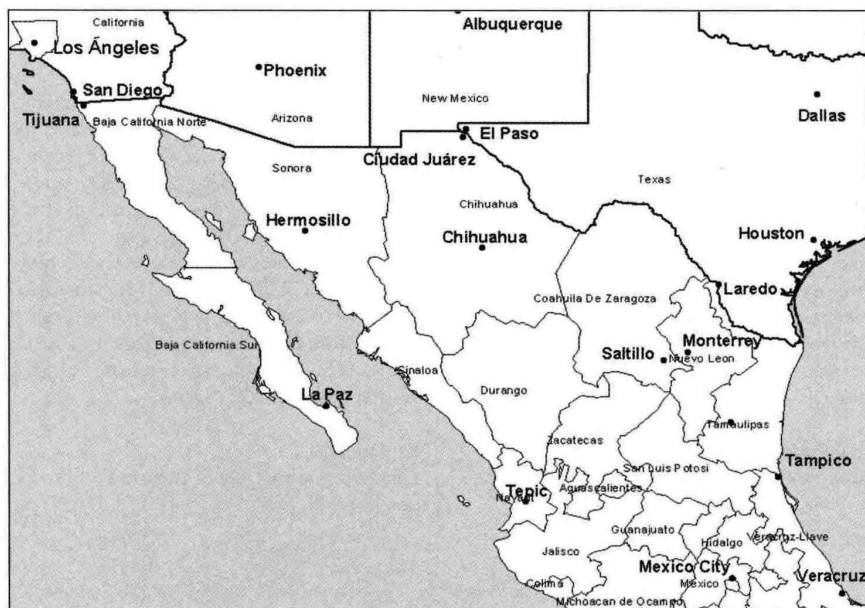 California
Albuquerque
Los Ángeles
Phoenix
San Diego
New Mexico
Dallas
Tijuana
Baja California Norte
Arizona
El Paso
Ciudad Juárez
Sonora
Texas
Chihuahua
Hermosillo
Chihuahua
Houston
Laredo
Coahuila De Zaragoza
Baja California Sur
Monterrey
Saltillo
Nuevo Leon
Sinaloa
Durango
La Paz
Tamaulipas
Zacatecas
San Luis Potosi
Tampico
Tepic
Aguascalientes
Nayarit
Guanajuato
Veracruz-Llave
Hidalgo
Jalisco
Mexico City
Veracruz
Colima
Mexico
Michoacan de Ocampo